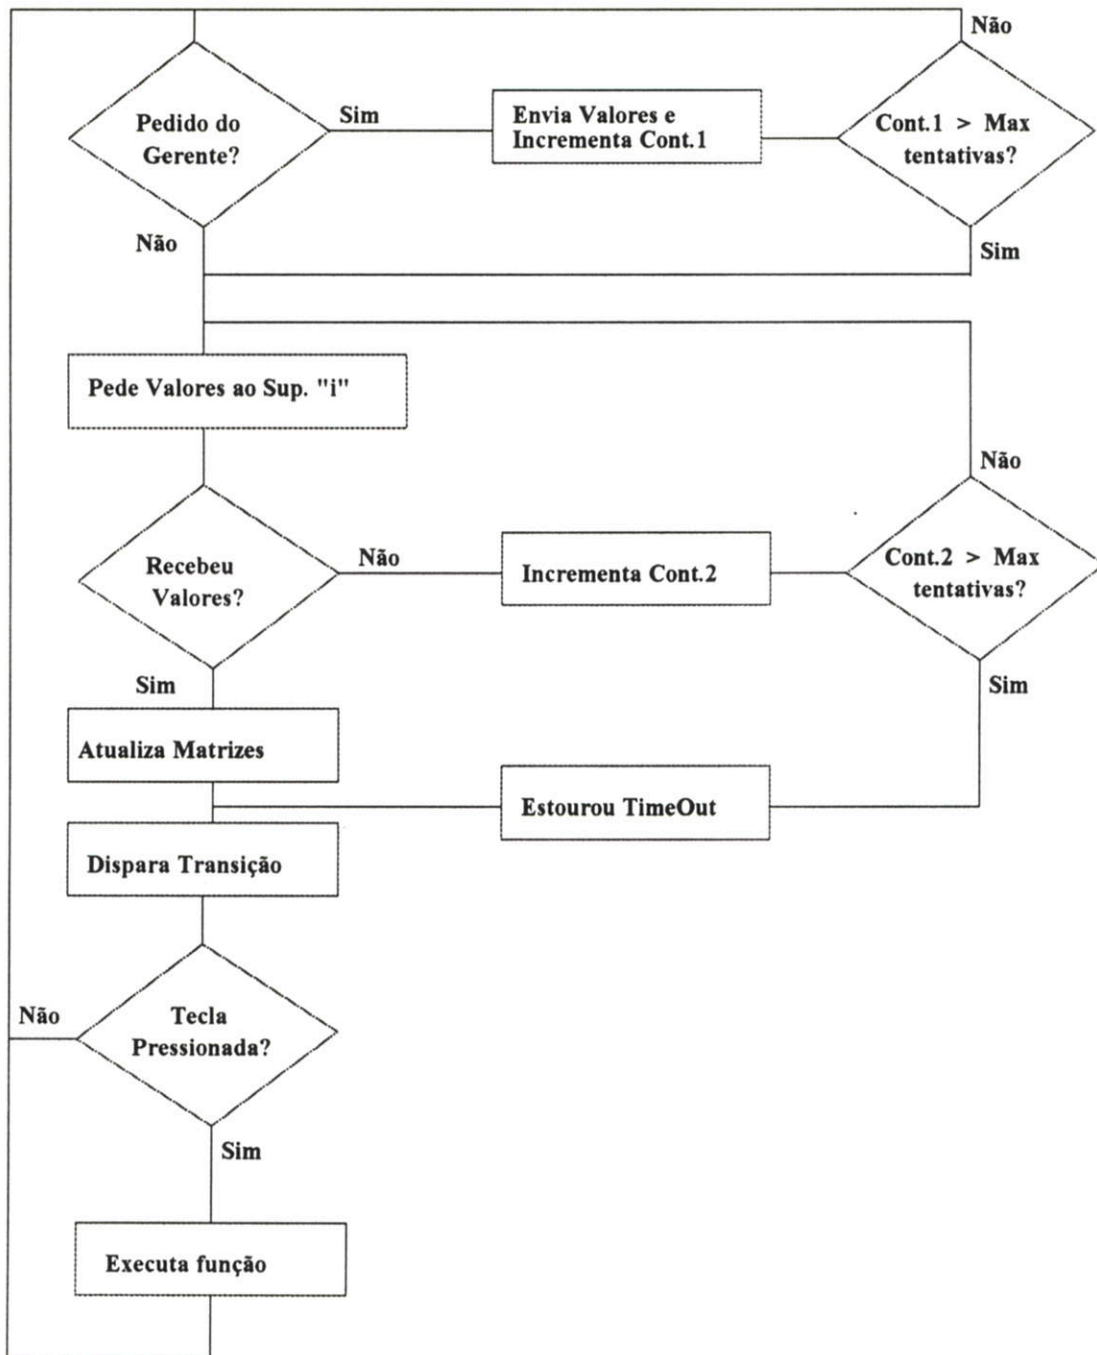 Não
Pedido do
Gerente?
Sim
Envia Valores e
Incrementa Cont.1
Cont.1 > Max
tentativas?
Não
Sim
Pede Valores ao Sup. "i"
Não
Recebeu
Valores?
Não
Incrementa Cont.2
Cont.2 > Max
tentativas?
Sim
Sim
Atualiza Matrizes
Estourou TimeOut
Dispara Transição
Não
Tecla
Pressionada?
Sim
Executa função